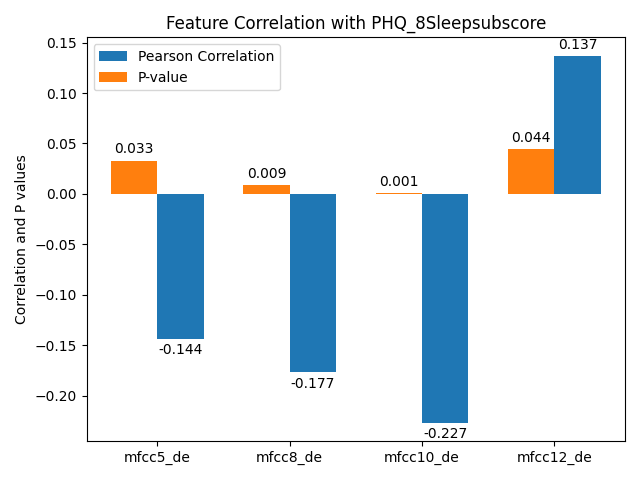 Feature Correlation with PHQ_8Sleepsubscore
Pearson Correlation
P-value
Correlation and P values
0.15
0.10
0.05
0.00
−0.05
−0.10
−0.15
−0.20
0.033
-0.144
0.009
-0.177
0.001
-0.227
0.044
0.137
mfcc5_de
mfcc8_de
mfcc10_de
mfcc12_de